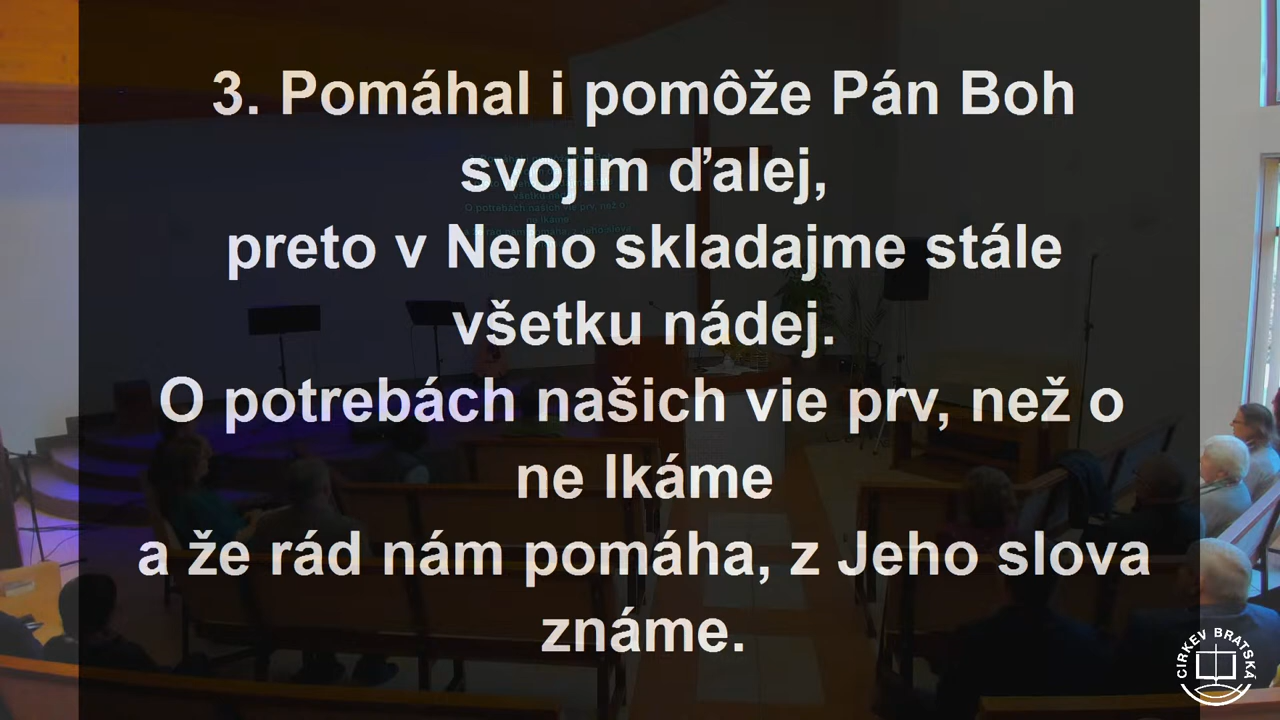 3. Pomáhal i pomôže Pán Boh
svojim ďalej,
preto v Neho skladajme stále
všetku nádej.
O potrebách našich vie prv, než o
ne lkáme
a že rád nám pomáha, z Jeho slova
známe.
CIRKEV BRATSKÁ